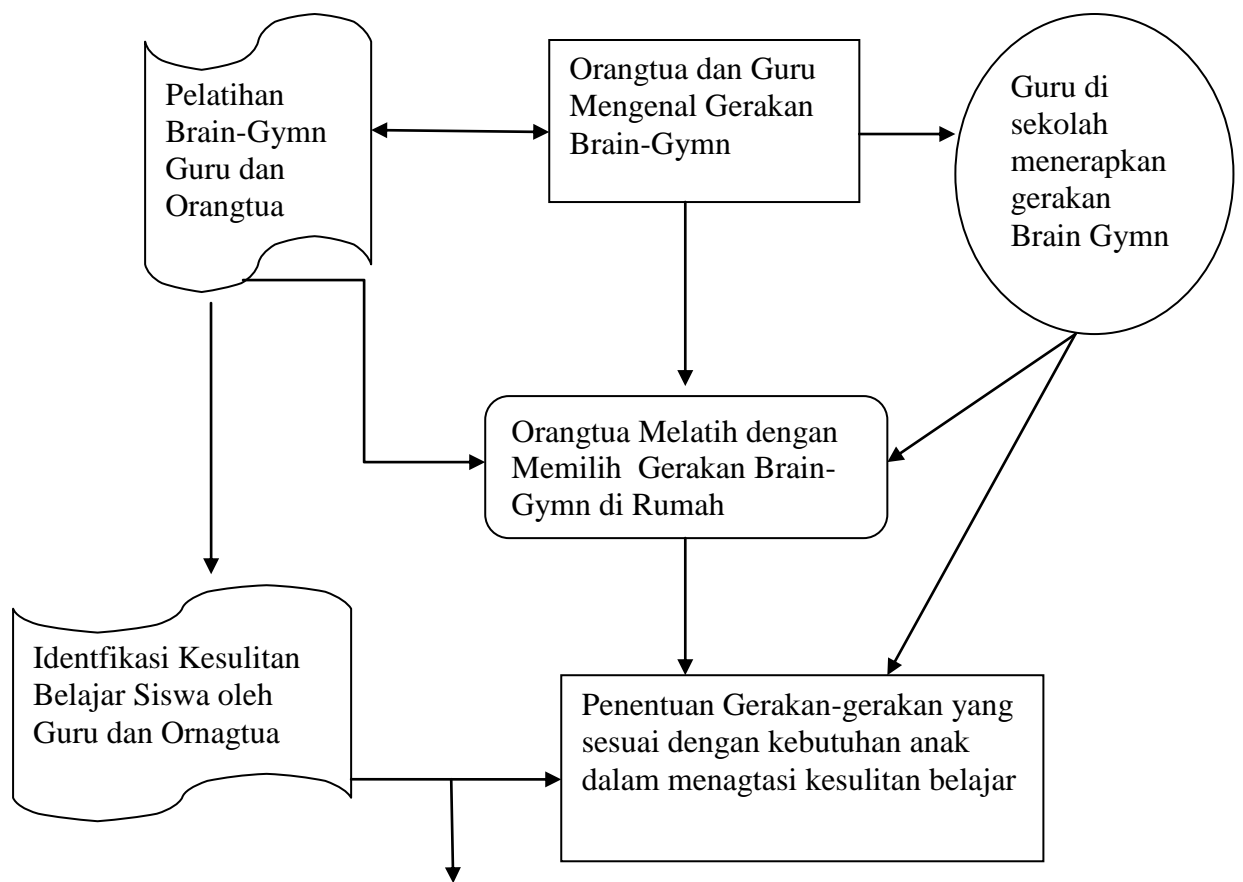 Pelatihan
Brain-Gymn
Guru dan
Orangtua
Orangtua dan Guru
Mengenal Gerakan
Brain-Gymn
Guru di
sekolah
menerapkan
gerakan
Brain Gymn
Orangtua Melatih dengan
Memilih Gerakan Brain-
Gymn di Rumah
Identfikasi Kesulitan
Belajar Siswa oleh
Guru dan Ornagtua
Penentuan Gerakan-gerakan yang
sesuai dengan kebutuhan anak
dalam menagtasi kesulitan belajar